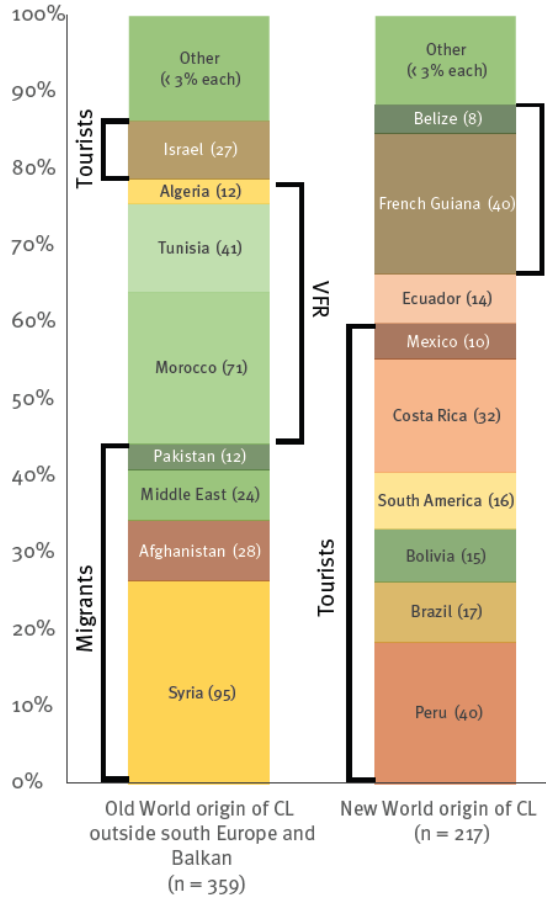 100%
90%
80%
70%
60%
50%
40%
30%
20%
10%
0%
Tourists
Migrants
Other
(< 3% each)
Israel (27)
Algeria (12)
Tunisia (41)
Morocco (71)
Pakistan (12)
Middle East (24)
Afghanistan (28)
Syria (95)
VFR
Tourists
Other
(< 3% each)
Belize (8)
French Guiana (40)
Ecuador (14)
Mexico (10)
Costa Rica (32)
South America (16)
Bolivia (15)
Brazil (17)
Peru (40)
Old World origin of CL
outside south Europe and
Balkan
(n = 359)
New World origin of CL
(n = 217)